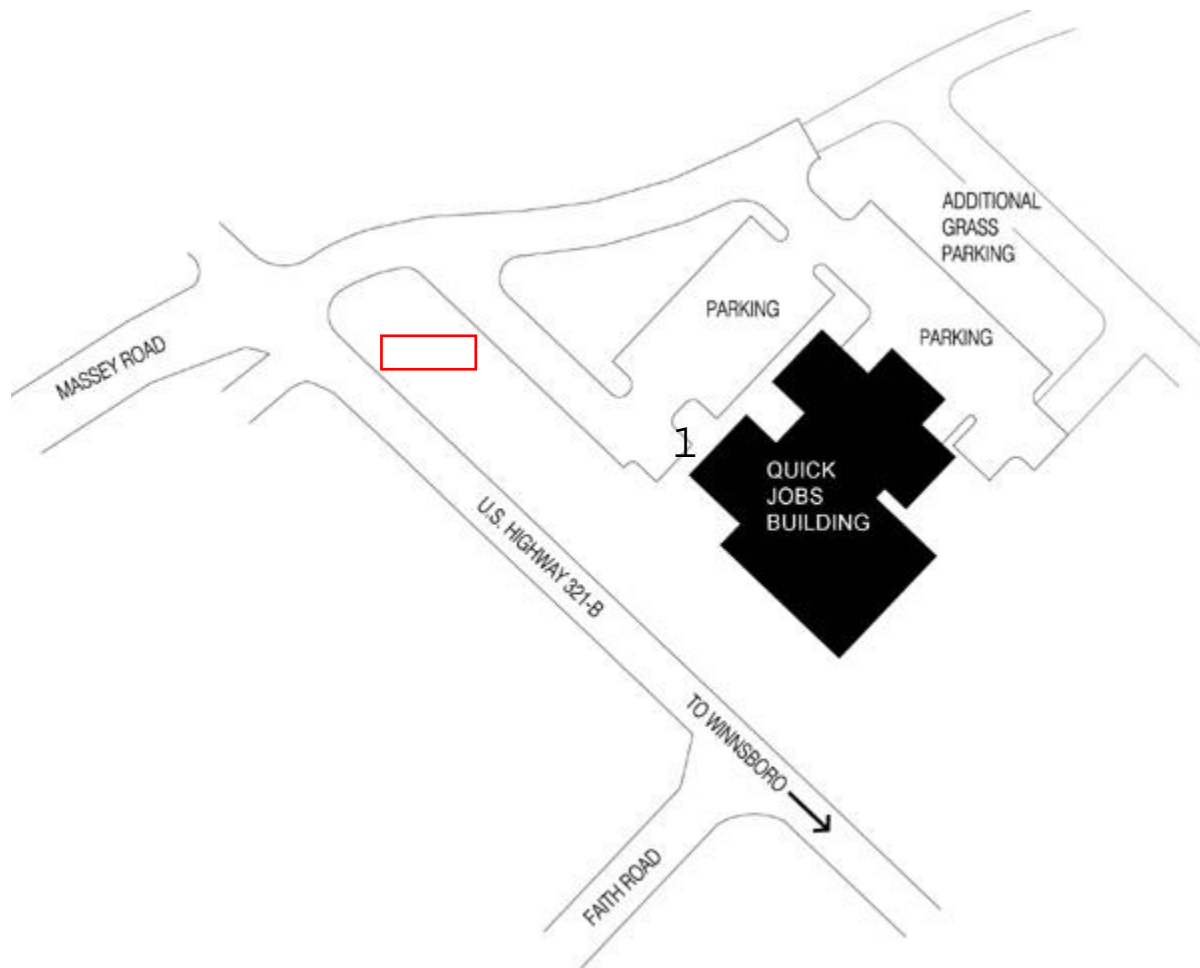 ADDITIONAL
GRASS
PARKING
PARKING
PARKING
MASSEY ROAD
1
QUICK
JOBS
BUILDING
U.S. HIGHWAY 321-B
TO WINNSBORO
FAITH ROAD